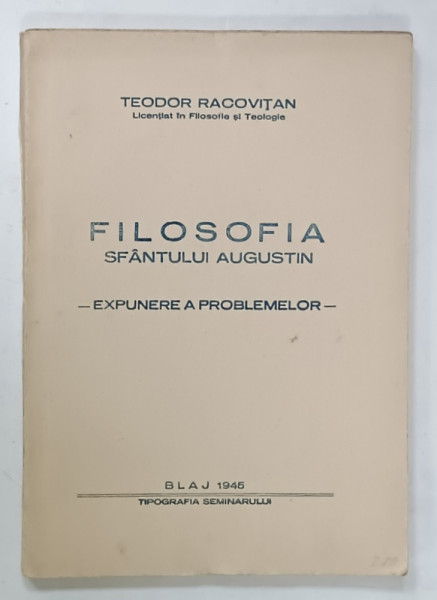 TEODOR RACOVIȚAN
Licențiat în Filosofie și Teologie
FILOSOFIA
SFÂNTULUI AUGUSTIN
— EXPUNERE A PROBLEMELOR —
BLAJ 1945
TIPOGRAFIA SEMINARULUI